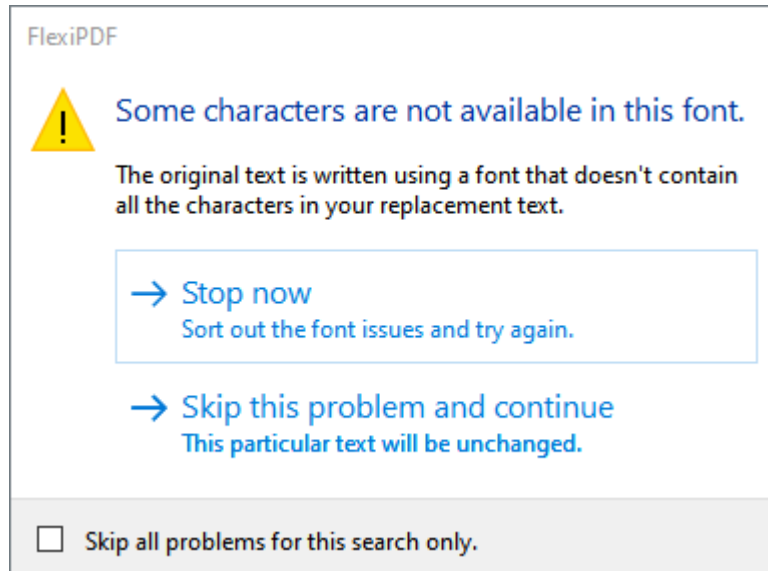 FlexiPDF
Some characters are not available in this font.
The original text is written using a font that doesn't contain
all the characters in your replacement text.
Stop now
Sort out the font issues and try again.
Skip this problem and continue
This particular text will be unchanged.
Skip all problems for this search only.